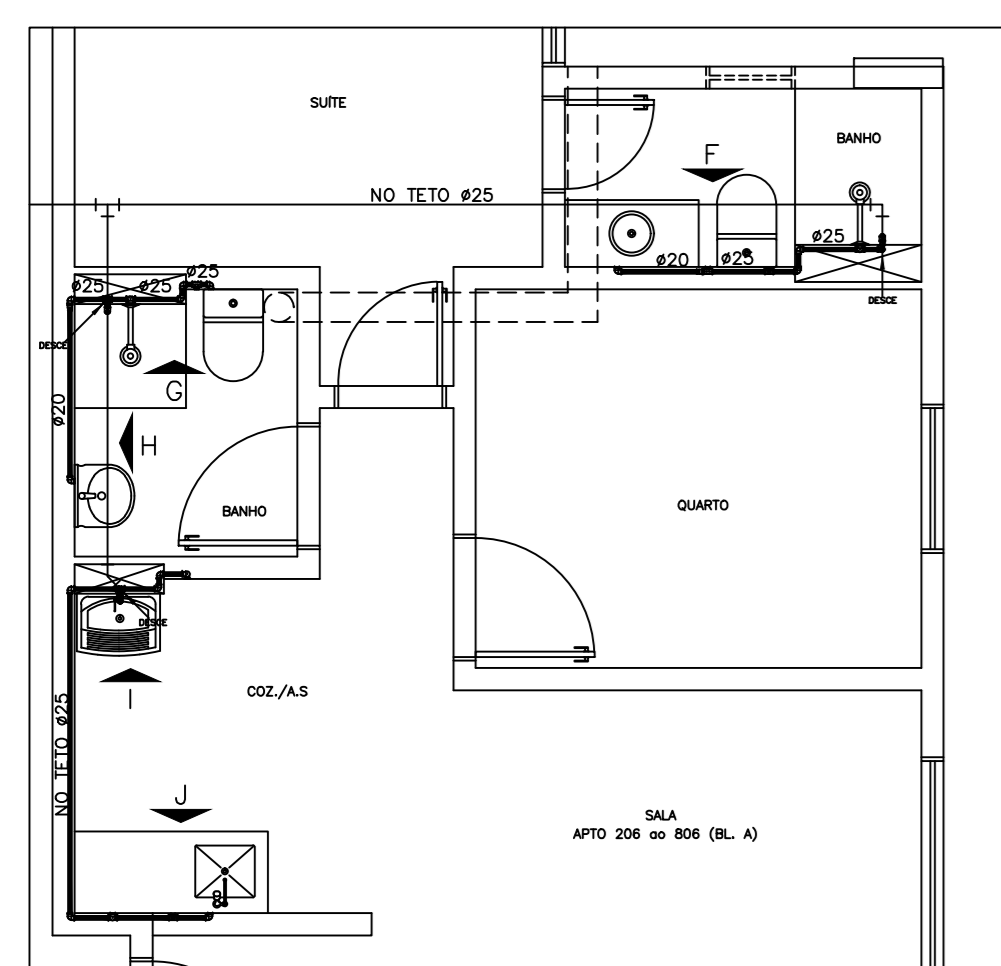 SUÍTE
BANHO
F
NO TETO ø25
ø25
ø20
ø25
ø25
ø25
ø25
DESCE
DESCE
G
ø20
H
BANHO
QUARTO
DESCE
COZ./A.S
I
NO TETO ø25
J
SALA
APTO 206 ao 806 (BL. A)